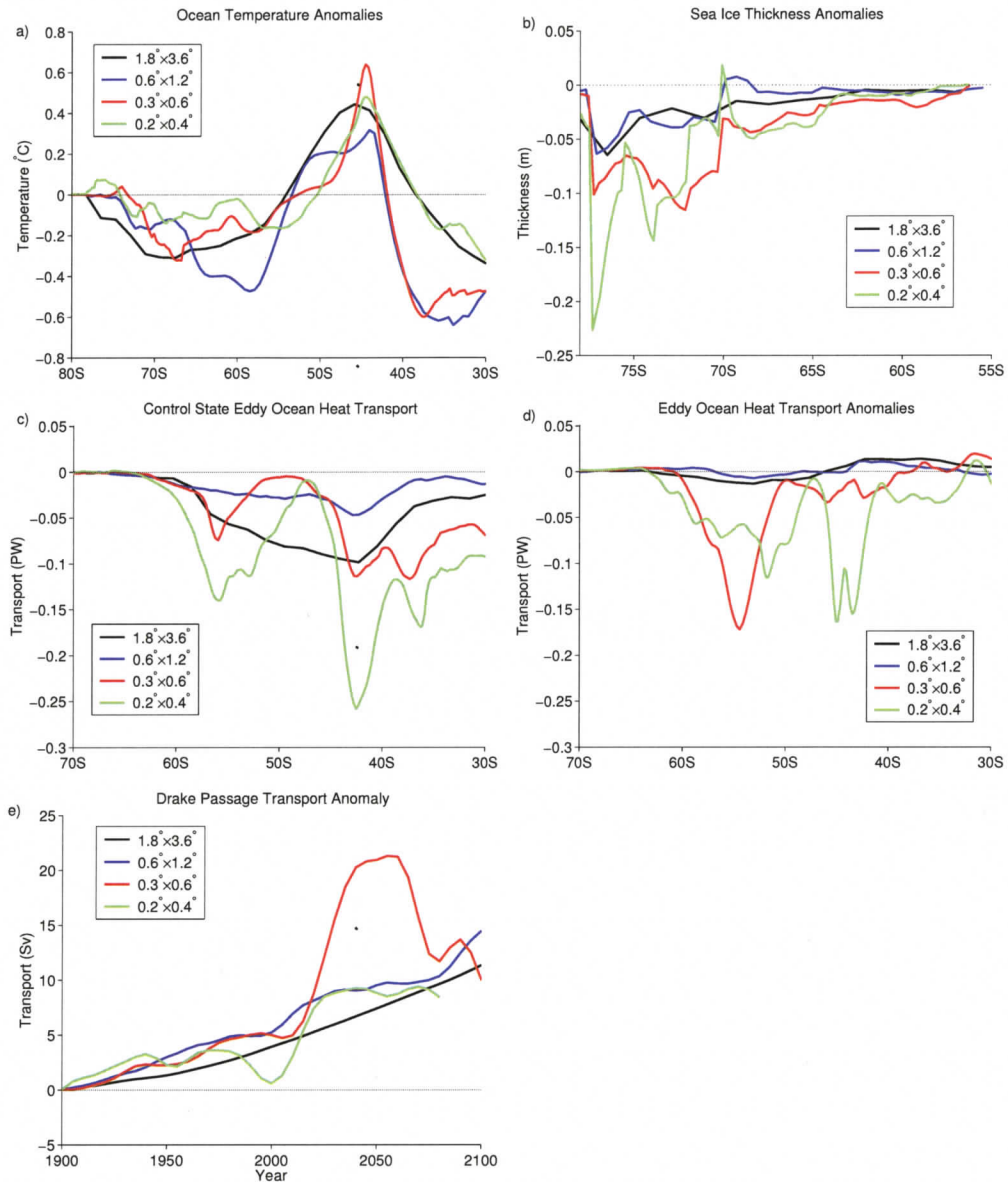 Ocean Temperature Anomalies
a)
1.8°×3.6°
0.6°×1.2°
0.3°×0.6°
0.2°×0.4°
0.8
0.6
0.4
0.2
0
−0.2
−0.4
−0.6
−0.8
Temperature (°C)
80S 70S 60S 50S 40S 30S
Sea Ice Thickness Anomalies
b)
0.05
0
−0.05
−0.1
−0.15
−0.2
−0.25
Thickness (m)
1.8°×3.6°
0.6°×1.2°
0.3°×0.6°
0.2°×0.4°
75S 70S 65S 60S 55S
Control State Eddy Ocean Heat Transport
c)
0.05
0
−0.05
−0.1
−0.15
−0.2
−0.25
−0.3
Transport (PW)
1.8°×3.6°
0.6°×1.2°
0.3°×0.6°
0.2°×0.4°
70S 60S 50S 40S 30S
Eddy Ocean Heat Transport Anomalies
d)
0.05
0
−0.05
−0.1
−0.15
−0.2
−0.25
−0.3
Transport (PW)
1.8°×3.6°
0.6°×1.2°
0.3°×0.6°
0.2°×0.4°
70S 60S 50S 40S 30S
Drake Passage Transport Anomaly
e)
25
20
15
10
5
0
−5
Transport (Sv)
1.8°×3.6°
0.6°×1.2°
0.3°×0.6°
0.2°×0.4°
1900 1950 2000 2050 2100
Year